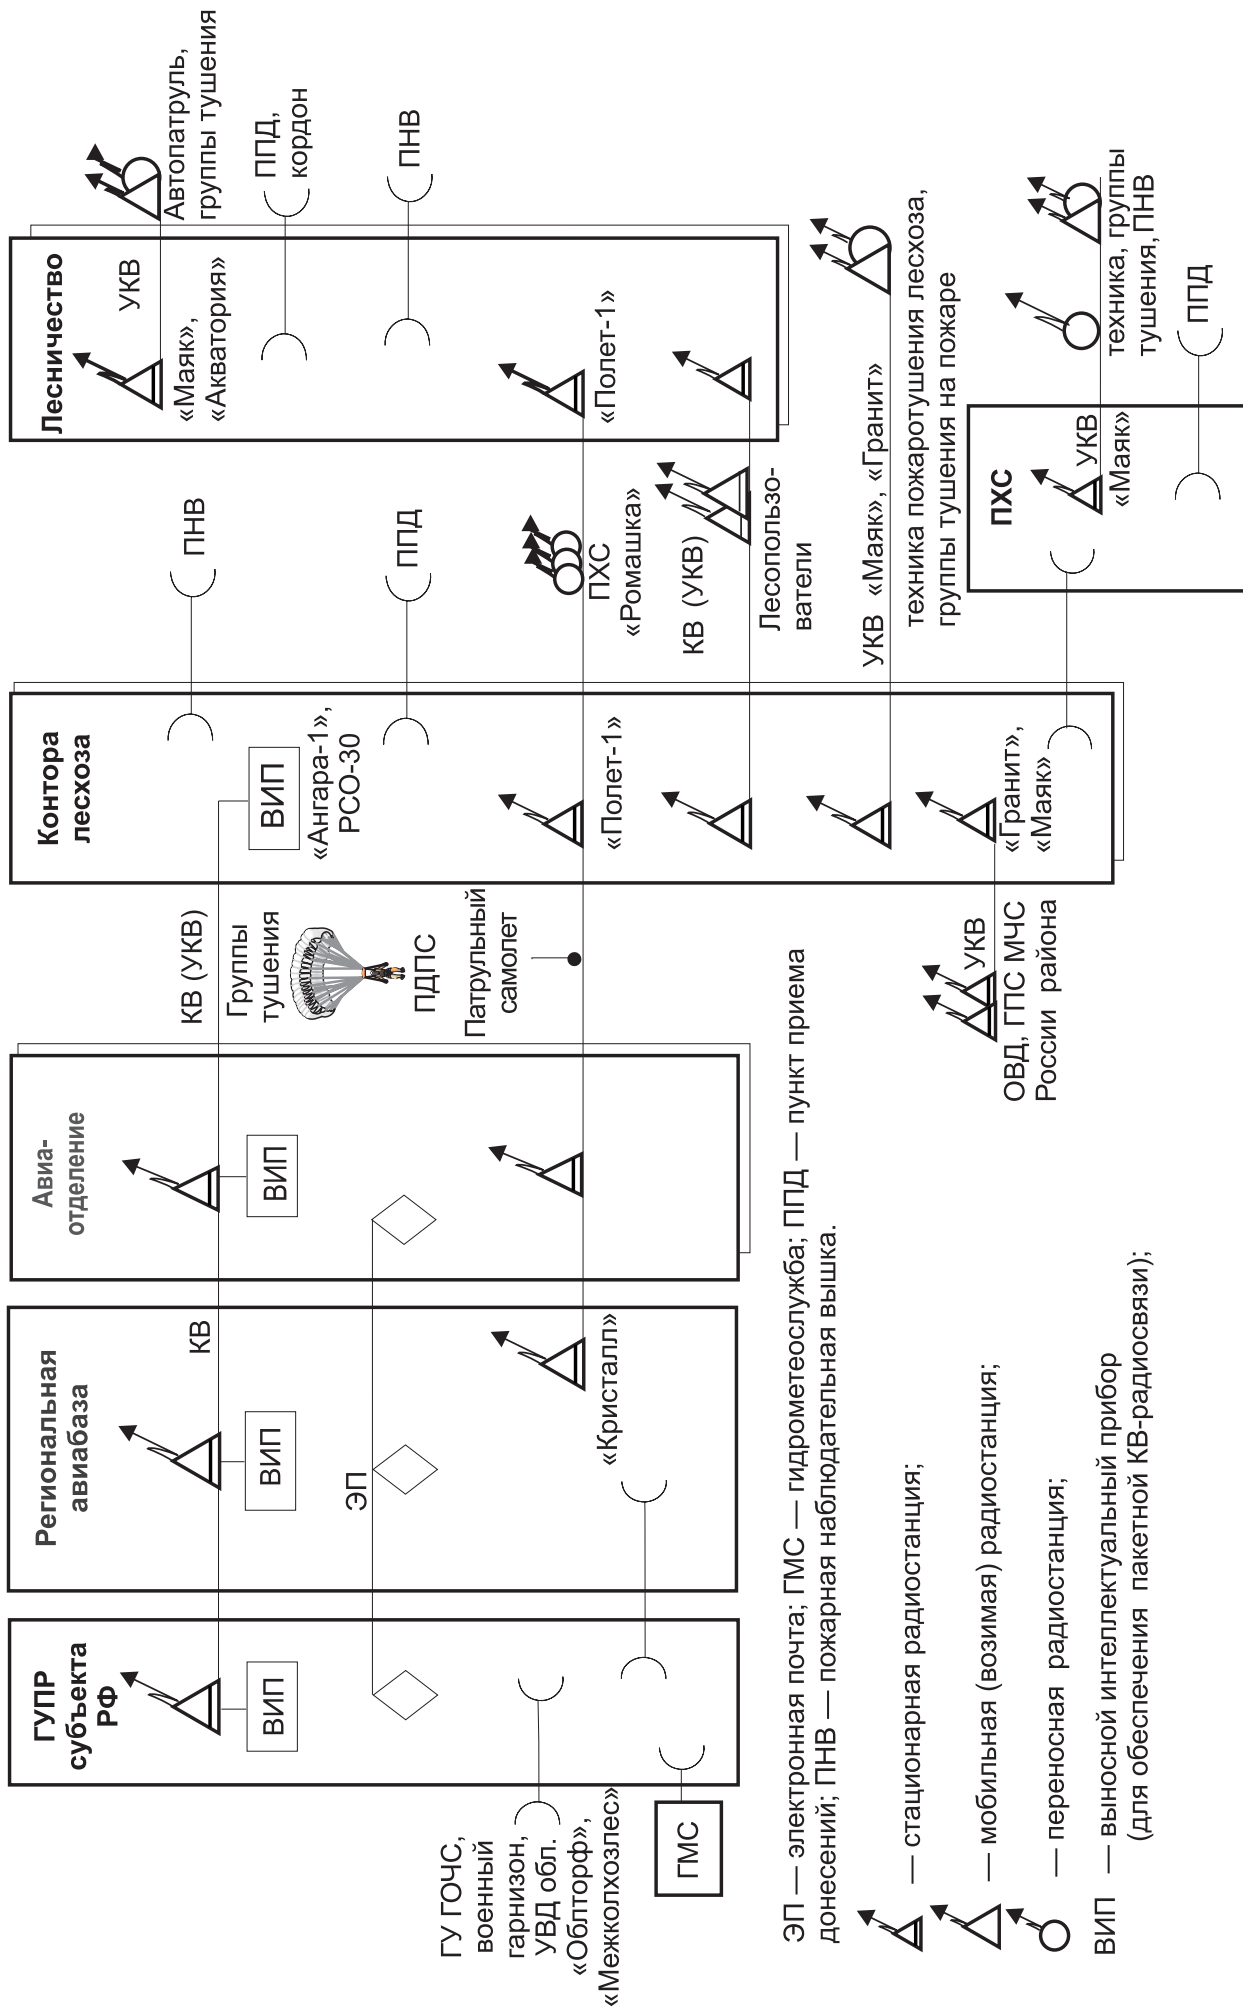 ГУПР
субъекта
РФ
ВИП
ГУ ГОЧС,
военный
гарнизон,
УВД обл.
«Облторф»,
«Межколхозлес»
ГМС
Региональная
авиабаза
КВ
ВИП
ЭП
«Кристалл»
Авиа-
отделение
ВИП
КВ (УКВ)
Группы
тушения
ПДПС
Патрульный
самолет
УКВ
ОВД, ГПС МЧС
России района
Контора
лесхоза
ВИП
«Ангара-1»,
РСО-30
«Полет-1»
«Гранит»,
«Маяк»
ПНВ
ППД
ПХС
«Ромашка»
КВ (УКВ)
Лесопользо-
ватели
УКВ «Маяк», «Гранит»
техника пожаротушения лесхоза,
группы тушения на пожаре
Лесничество
УКВ
«Маяк»,
«Акватория»
«Полет-1»
Автопатруль,
группы тушения
ППД,
кордон
ПНВ
ПХС
УКВ
«Маяк»
техника, группы
тушения, ПНВ
ППД
ЭП — электронная почта; ГМС — гидрометеослужба; ППД — пункт приема
донесений; ПНВ — пожарная наблюдательная вышка.
— стационарная радиостанция;
— мобильная (возимая) радиостанция;
— переносная радиостанция;
ВИП — выносной интеллектуальный прибор
(для обеспечения пакетной КВ-радиосвязи);